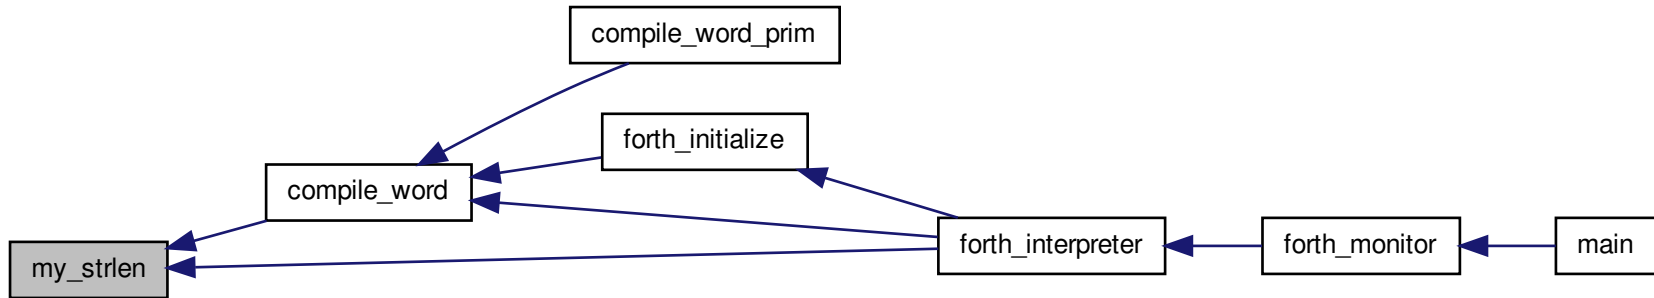 compile_word_prim
forth_initialize
compile_word
forth_interpreter
forth_monitor
main
my_strlen